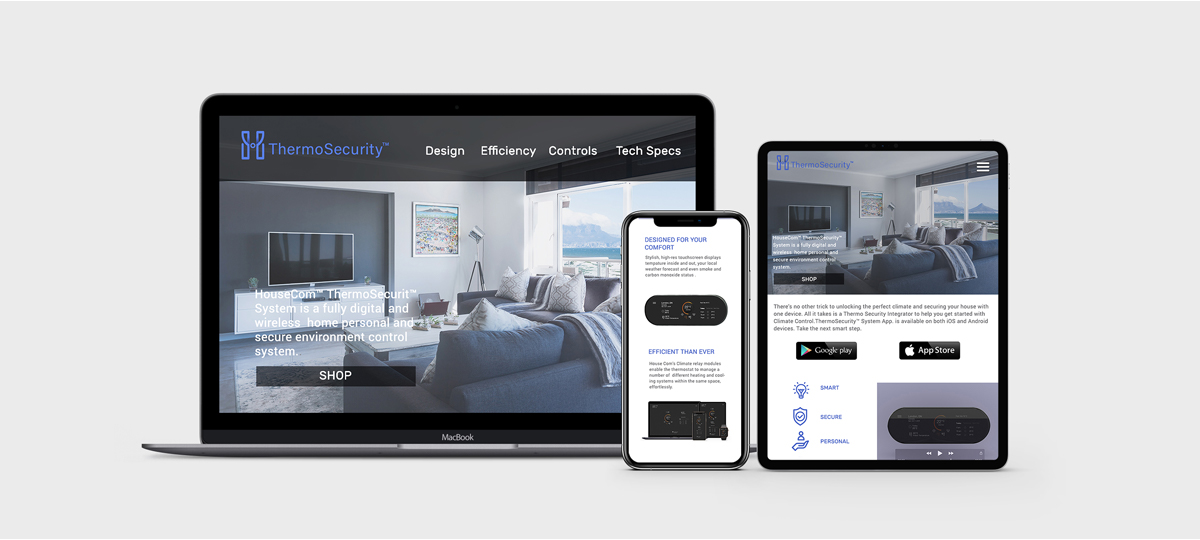 ThermoSecurity™
Design Efficiency Controls Tech Specs
HouseCom™ ThermoSecurit™
System is a fully digital and
wireless home personal and
secure environment control
system.
SHOP
MacBook
DESIGNED FOR YOUR
COMFORT
Stylish, high-res touchscreen displays
tempature inside and out, your local
weather forecast and even smoke and
carbon monoxide status .
EFFICIENT THAN EVER
House Com's Climate relay modules
enable the thermostat to manage a
number of different heating and cool-
ing systems within the same space,
effortlessly.
ThermoSecurity™
HouseCom™ ThermoSecurity™
System is a fully digital and
wireless home personal and
secure environment control
system.
SHOP
There's no other trick to unlocking the perfect climate and securing your house with
one device. All it takes is a Thermo Security Integrator to help you get started with
Climate Control.ThermoSecurity™ System App, is available on both iOS and Android
devices. Take the next smart step.
Google play
App Store
SMART
SECURE
PERSONAL